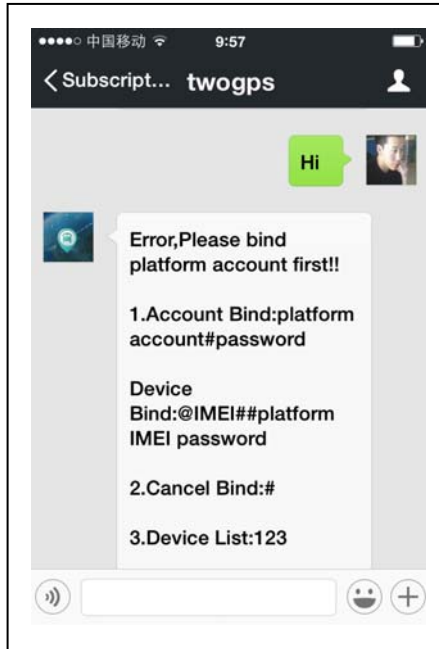 中国移动 9:57
Subscript... twogps
Hi
Error,Please bind
platform account first!!
1.Account Bind:platform
account#password
Device
Bind:@IMEI##platform
IMEI password
2.Cancel Bind:#
3.Device List:123